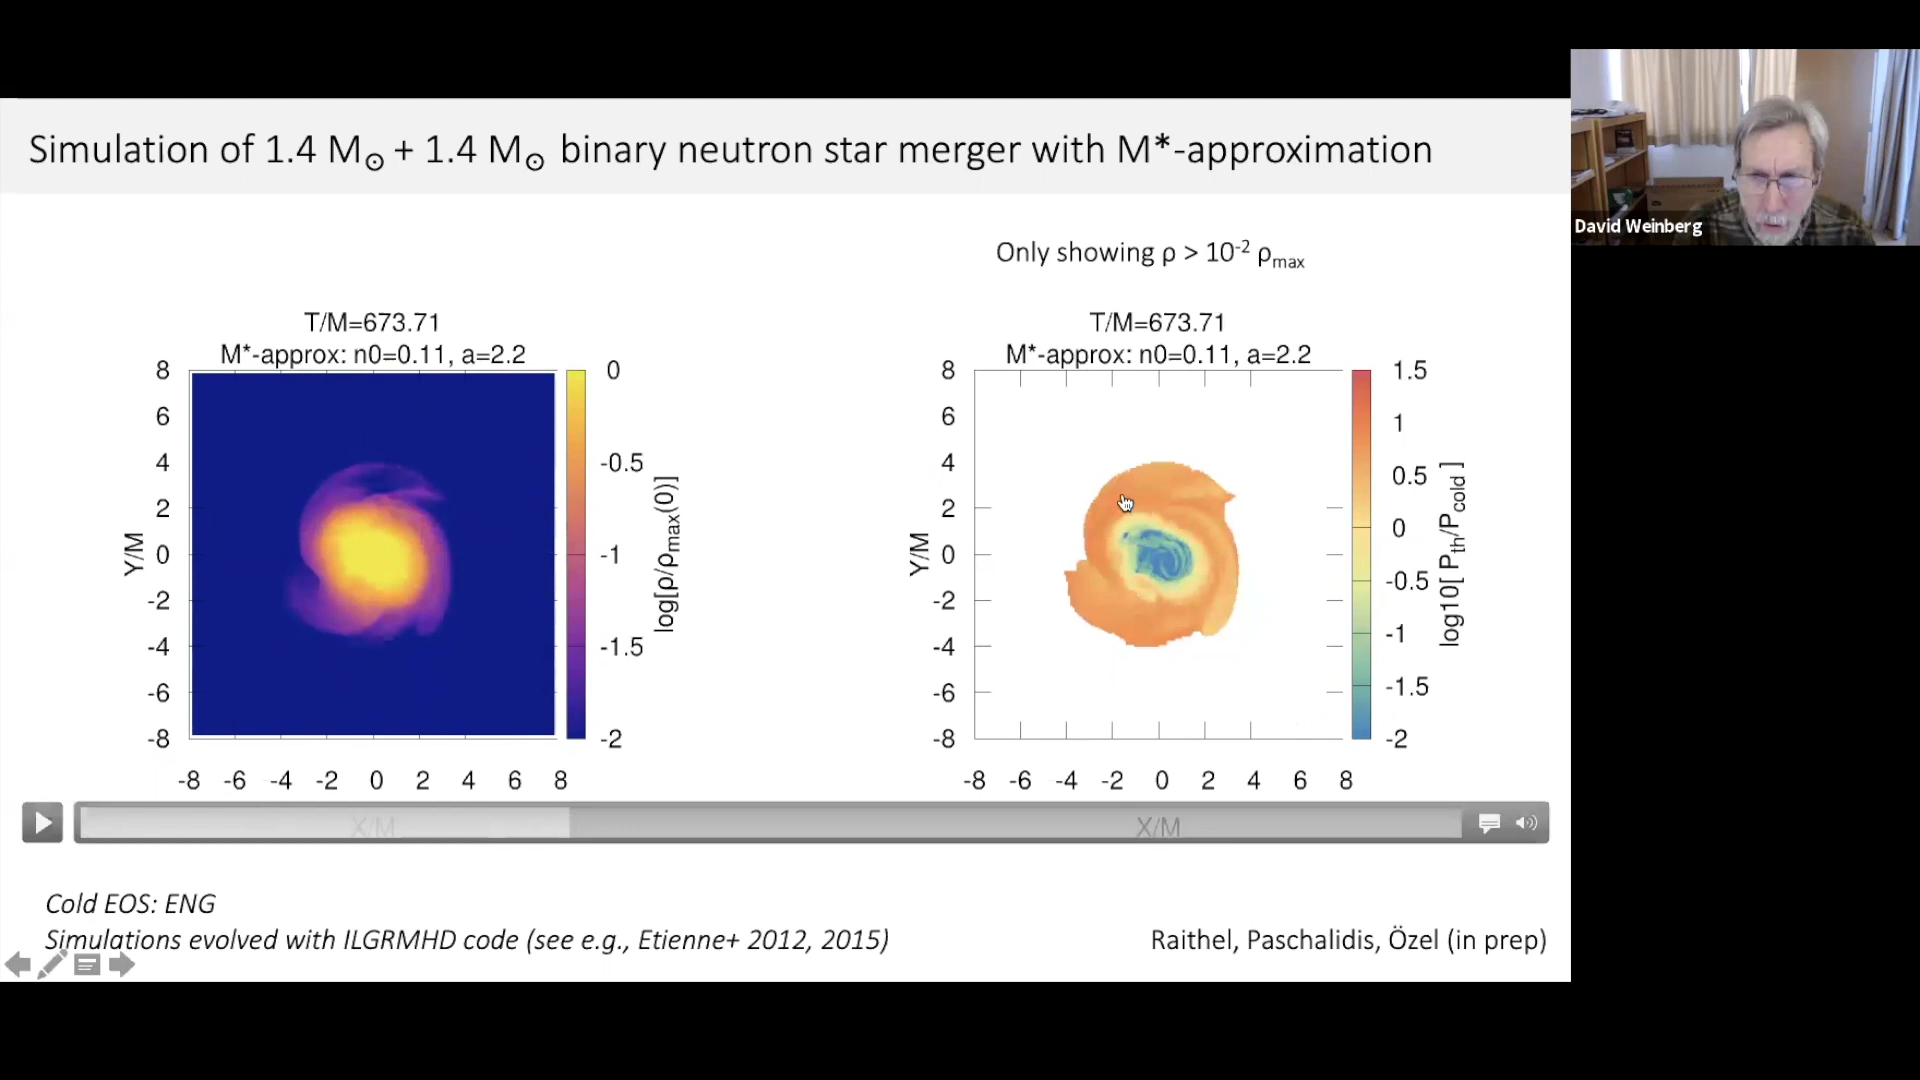 Simulation of 1.4 M⊙ + 1.4 M⊙ binary neutron star merger with M*-approximation
David Weinberg
Only showing ρ > 10⁻² ρmax
T/M=673.71
M*-approx: n0=0.11, a=2.2
8
6
4
2
0
-2
-4
-6
-8
Y/M
-8 -6 -4 -2 0 2 4 6 8
X/M
0
-0.5
-1
-1.5
-2
log[ρ/ρmax(0)]
T/M=673.71
M*-approx: n0=0.11, a=2.2
8
6
4
2
0
-2
-4
-6
-8
Y/M
-8 -6 -4 -2 0 2 4 6 8
X/M
1.5
1
0.5
0
-0.5
-1
-1.5
-2
log10[ Pth/Pcold ]
Cold EOS: ENG
Simulations evolved with ILGRMHD code (see e.g., Etienne+ 2012, 2015)
Raithel, Paschalidis, Özel (in prep)